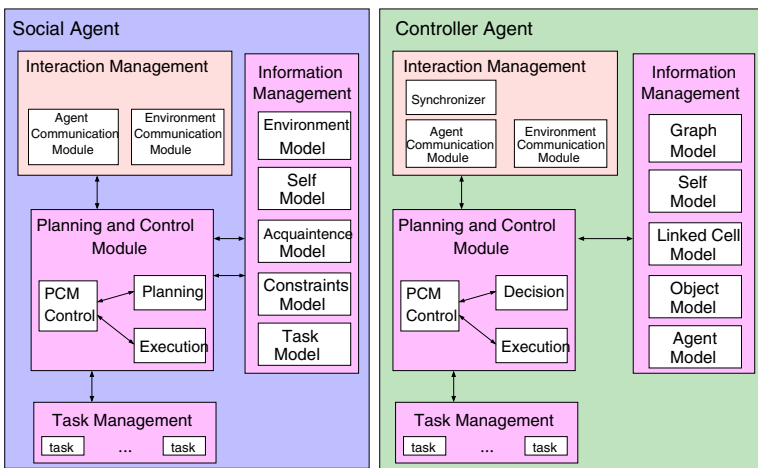 Social Agent
Interaction Management
Agent
Communication
Module
Environment
Communication
Module
Information
Management
Environment
Model
Self
Model
Acquaintence
Model
Constraints
Model
Task
Model
Planning and Control
Module
PCM
Control
Planning
Execution
Task Management
task
...
task
Controller Agent
Interaction Management
Synchronizer
Agent
Communication
Module
Environment
Communication
Module
Information
Management
Graph
Model
Self
Model
Linked Cell
Model
Object
Model
Agent
Model
Planning and Control
Module
PCM
Control
Decision
Execution
Task Management
task
...
task